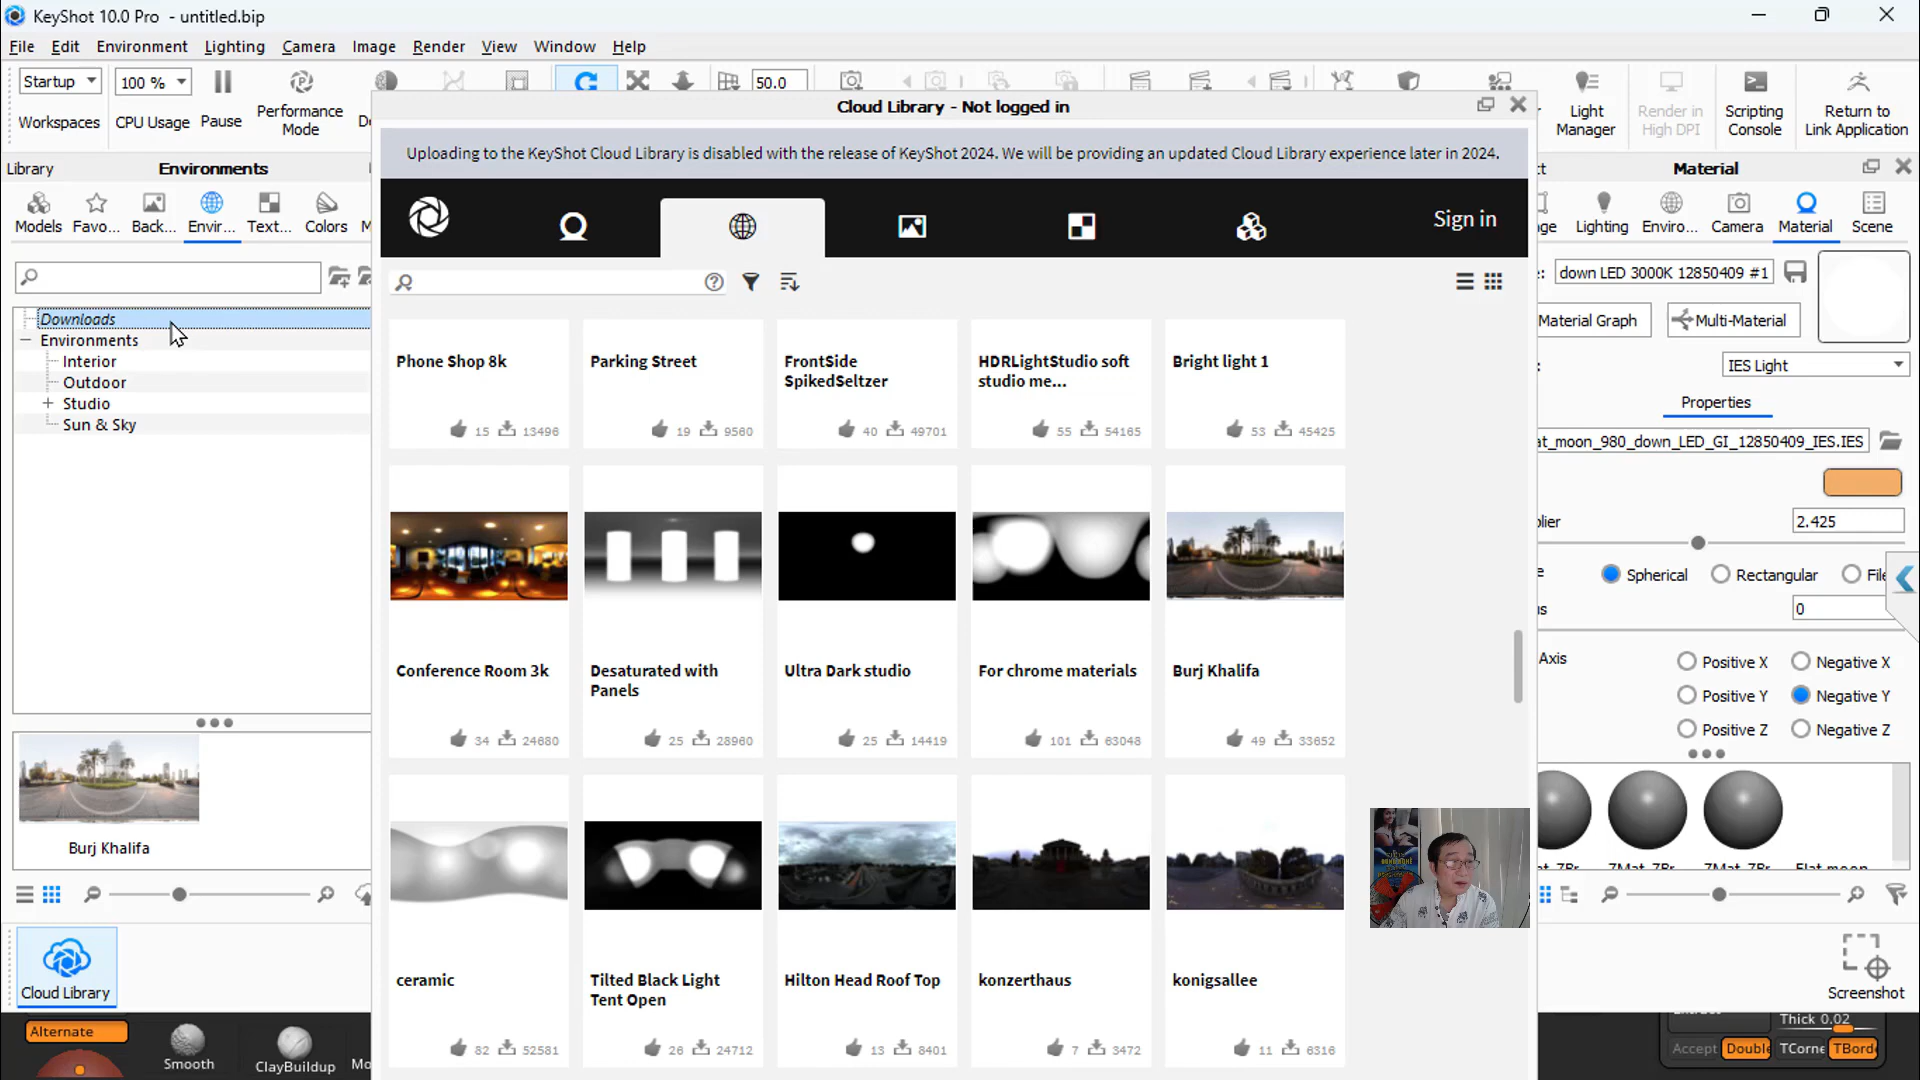 KeyShot 10.0 Pro - untitled.bip
File Edit Environment Lighting Camera Image Render View Window Help
Startup 100 % 50.0
Workspaces CPU Usage Pause Performance Mode Light Manager Render in High DPI Scripting Console Return to Link Application
Cloud Library - Not logged in
Uploading to the KeyShot Cloud Library is disabled with the release of KeyShot 2024. We will be providing an updated Cloud Library experience later in 2024.
Library Environments
Models Favo... Back... Envir... Text... Colors M
Sign in
Material
Lighting Enviro... Camera Material Scene
Downloads
Environments
Interior
Outdoor
Studio
Sun & Sky
Burj Khalifa
Cloud Library
Phone Shop 8k
15 13496
Parking Street
19 9560
FrontSide SpikedSeltzer
40 49701
HDRLightStudio soft studio me...
55 54165
Bright light 1
53 45425
Conference Room 3k
34 24680
Desaturated with Panels
25 28960
Ultra Dark studio
25 14419
For chrome materials
101 63048
Burj Khalifa
49 33652
ceramic
82 52581
Tilted Black Light Tent Open
26 24712
Hilton Head Roof Top
13 8401
konzerthaus
7 3472
konigsallee
11 6316
down LED 3000K 12850409 #1
Material Graph Multi-Material
IES Light
Properties
at_moon_980_down_LED_GI_12850409_IES.IES
lier 2.425
Spherical Rectangular File
0
Axis
Positive X Negative X
Positive Y Negative Y
Positive Z Negative Z
Screenshot
Alternate
Smooth ClayBuildup Mo
Thick 0.02
Accept Double TCorne TBord